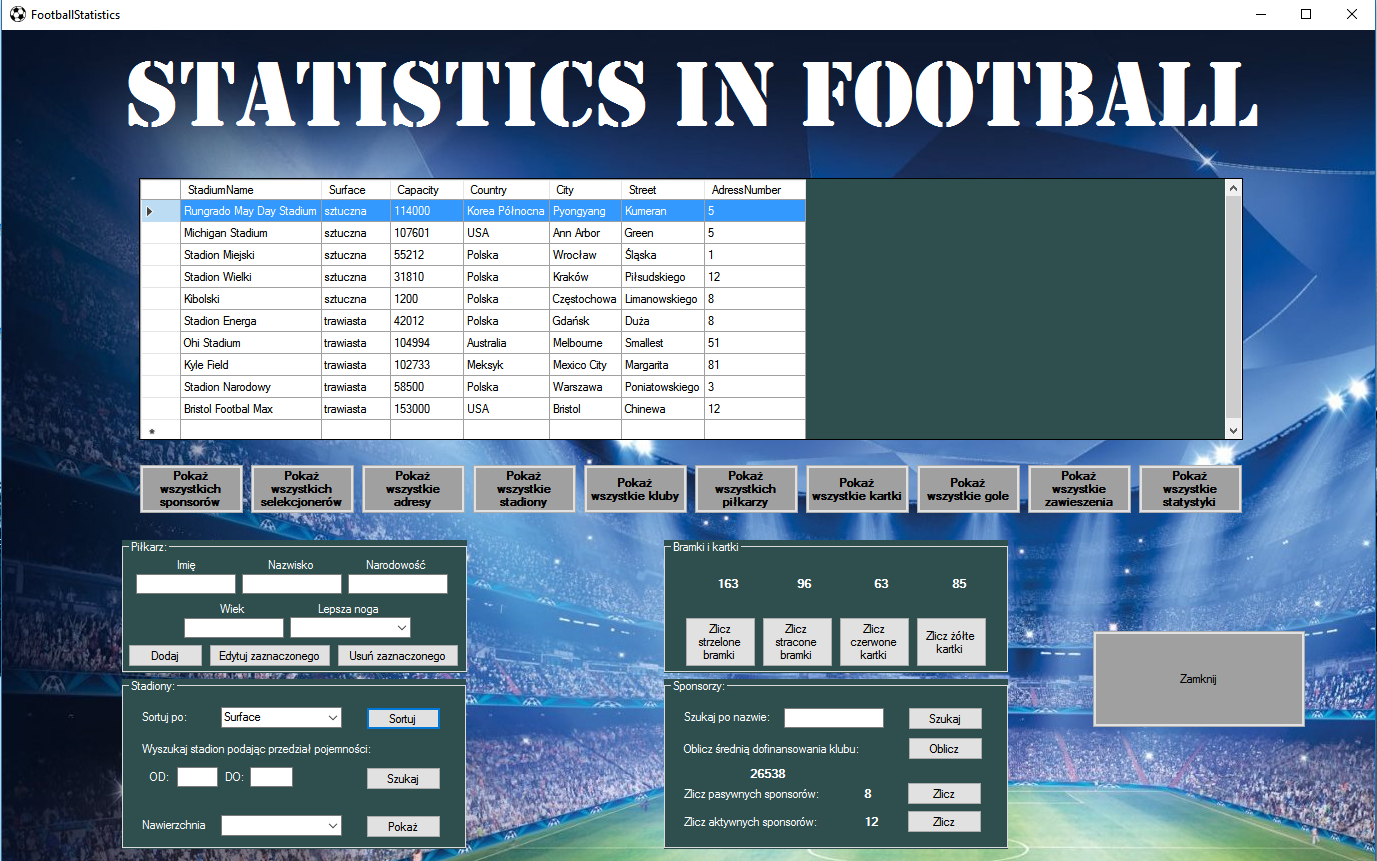 FootballStatistics
STATISTICS IN FOOTBALL
StadiumName Surface Capacity Country City Street AdressNumber
Rungrado May Day Stadium sztuczna 114000 Korea Północna Pyongyang Kumeran 5
Michigan Stadium sztuczna 107601 USA Ann Arbor Green 5
Stadion Miejski sztuczna 55212 Polska Wrocław Śląska 1
Stadion Wielki sztuczna 31810 Polska Kraków Piłsudskiego 12
Kibolski sztuczna 1200 Polska Częstochowa Limanowskiego 8
Stadion Energa trawiasta 42012 Polska Gdańsk Duża 8
Ohi Stadium trawiasta 104994 Australia Melbourne Smallest 51
Kyle Field trawiasta 102733 Meksyk Mexico City Margarita 81
Stadion Narodowy trawiasta 58500 Polska Warszawa Poniatowskiego 3
Bristol Footbal Max trawiasta 153000 USA Bristol Chinewa 12
Pokaż wszystkich sponsorów
Pokaż wszystkich selekcjonerów
Pokaż wszystkie adresy
Pokaż wszystkie stadiony
Pokaż wszystkie kluby
Pokaż wszystkich piłkarzy
Pokaż wszystkie kartki
Pokaż wszystkie gole
Pokaż wszystkie zawieszenia
Pokaż wszystkie statystyki
Piłkarz:
Imię Nazwisko Narodowość
Wiek Lepsza noga
Dodaj Edytuj zaznaczonego Usuń zaznaczonego
Bramki i kartki
163 96 63 85
Zlicz strzelone bramki
Zlicz stracone bramki
Zlicz czerwone kartki
Zlicz żółte kartki
Zamknij
Stadiony:
Sortuj po: Surface Sortuj
Wyszukaj stadion podając przedział pojemności:
OD: DO: Szukaj
Nawierzchnia Pokaż
Sponsorzy:
Szukaj po nazwie: Szukaj
Oblicz średnią dofinansowania klubu: Oblicz
26538
Zlicz pasywnych sponsorów: 8 Zlicz
Zlicz aktywnych sponsorów: 12 Zlicz